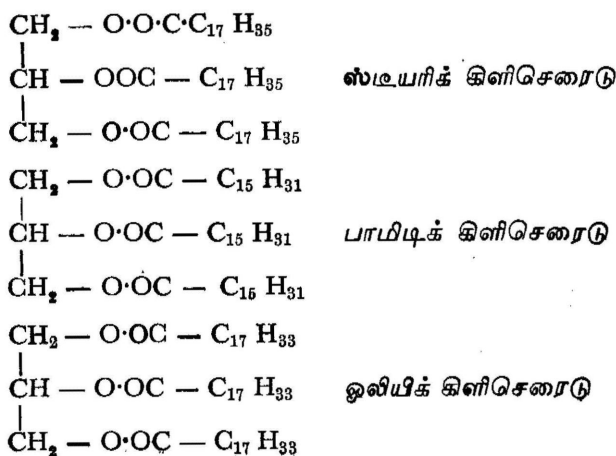 CH₂ — O·O·C·C₁₇ H₃₅
CH — OOC — C₁₇ H₃₅ ஸ்டீயரிக் கிளிசெரைடு
CH₂ — O·OC — C₁₇ H₃₅
CH₂ — O·OC — C₁₅ H₃₁
CH — O·OC — C₁₅ H₃₁ பாமிடிக் கிளிசெரைடு
CH₂ — O·OC — C₁₅ H₃₁
CH₂ — O·OC — C₁₇ H₃₃
CH — O·OC — C₁₇ H₃₃ ஒலியிக் கிளிசெரைடு
CH₂ — O·OC — C₁₇ H₃₃